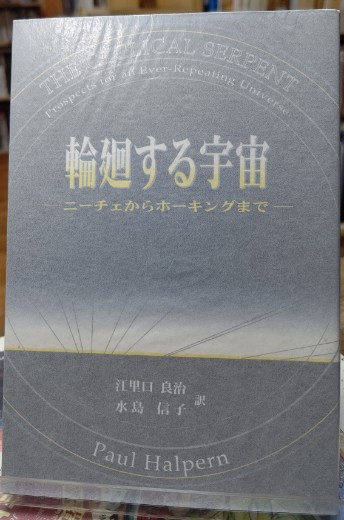 THE CYCLICAL SERPENT
Prospects for an Ever-Repeating Universe
輪廻する宇宙
ニーチェからホーキングまで—
江里口 良治
水島 信子 訳
Paul Halpern